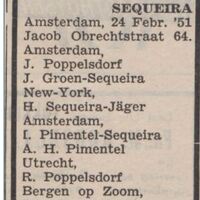 SEQUEIRA
Amsterdam, 24 Febr. '51
Jacob Obrechtstraat 64.
Amsterdam,
J. Poppelsdorf
J. Groen-Sequeira
New-York,
H. Sequeira-Jäger
Amsterdam,
I. Pimentel-Sequeira
A. H. Pimentel
Utrecht,
R. Poppelsdorf
Bergen op Zoom,